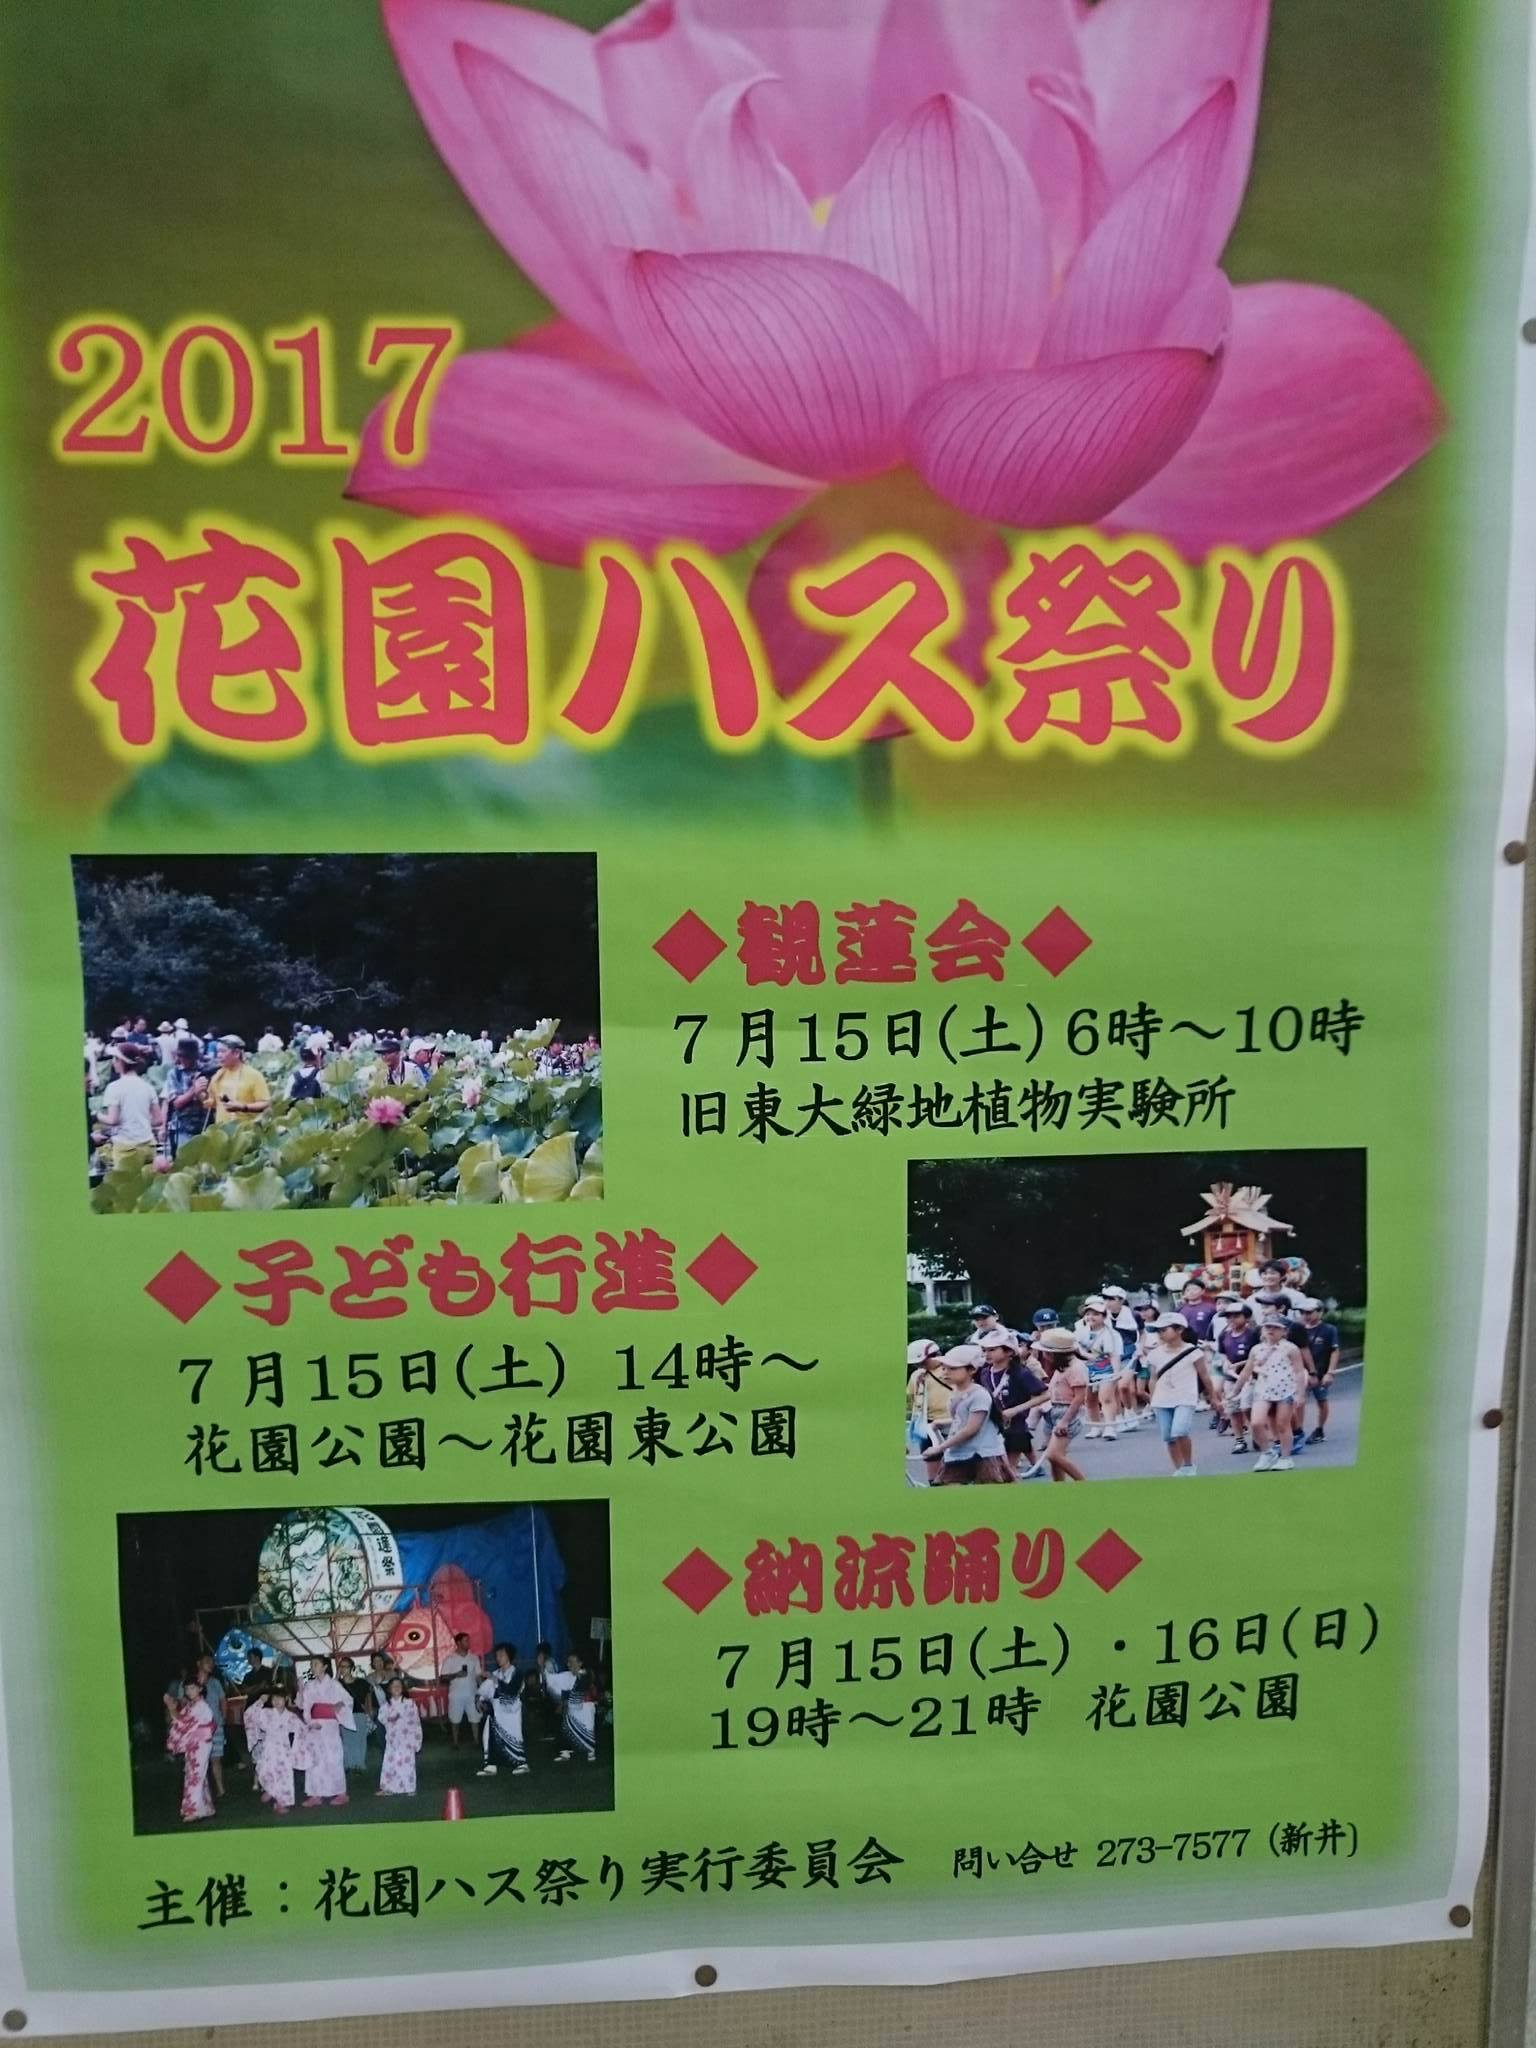 2017
花園ハス祭り
◆観蓮会◆
7月15日(土)6時～10時
旧東大緑地植物実験所
◆子ども行進◆
7月15日(土) 14時～
花園公園～花園東公園
◆納涼踊り◆
7月15日(土)・16日(日)
19時～21時 花園公園
主催：花園ハス祭り実行委員会 問い合せ 273-7577 (新井)